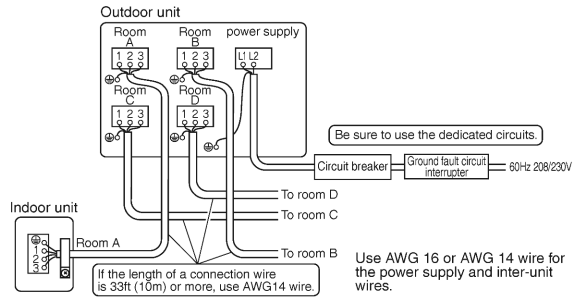 Outdoor unit
Room A
Room B
power supply
1 2 3
1 2 3
L1 L2
Room C
Room D
1 2 3
1 2 3
Be sure to use the dedicated circuits.
Circuit breaker
Ground fault circuit
interrupter
60Hz 208/230V
To room D
To room C
Indoor unit
1
2
3
Room A
To room B
If the length of a connection wire
is 33ft (10m) or more, use AWG14 wire.
Use AWG 16 or AWG 14 wire for
the power supply and inter-unit
wires.